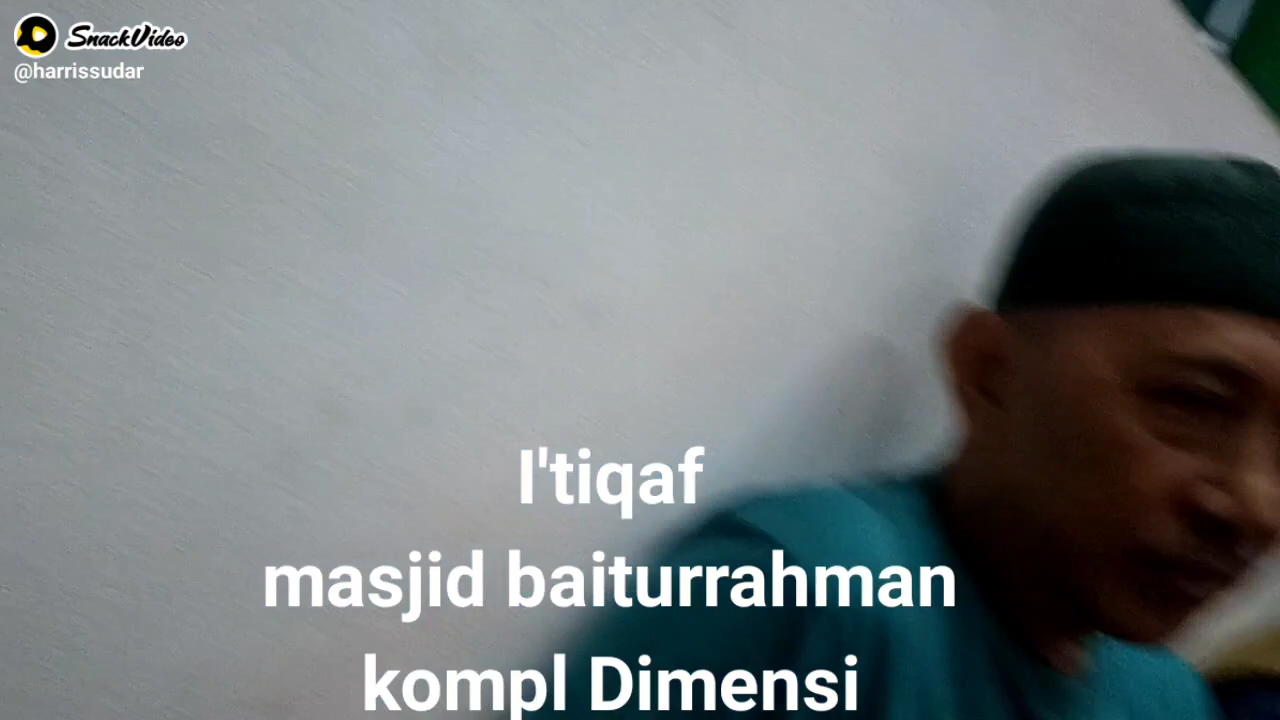 SnackVideo
@harrissudar
I'tiqaf
masjid baiturrahman
kompl Dimensi